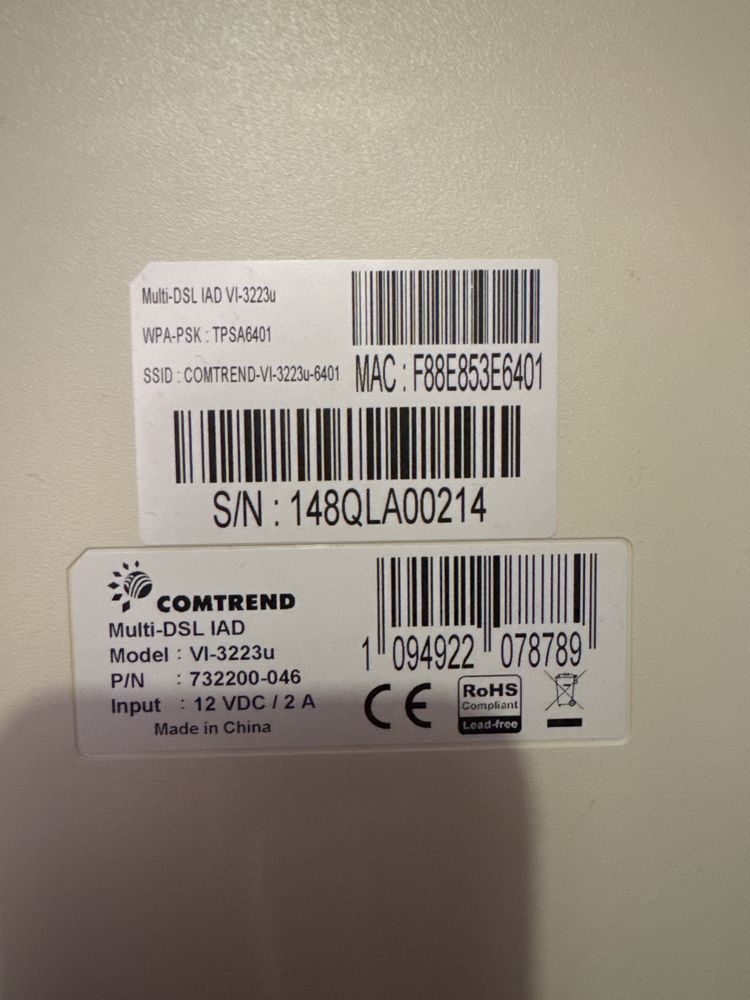 Multi-DSL IAD VI-3223u
WPA-PSK : TPSA6401
SSID : COMTREND-VI-3223u-6401
MAC : F88E853E6401
S/N : 148QLA00214
COMTREND
Multi-DSL IAD
Model : VI-3223u
P/N : 732200-046
Input : 12 VDC / 2 A
Made in China
1 094922 078789
CE
RoHS
Compliant
Lead-free